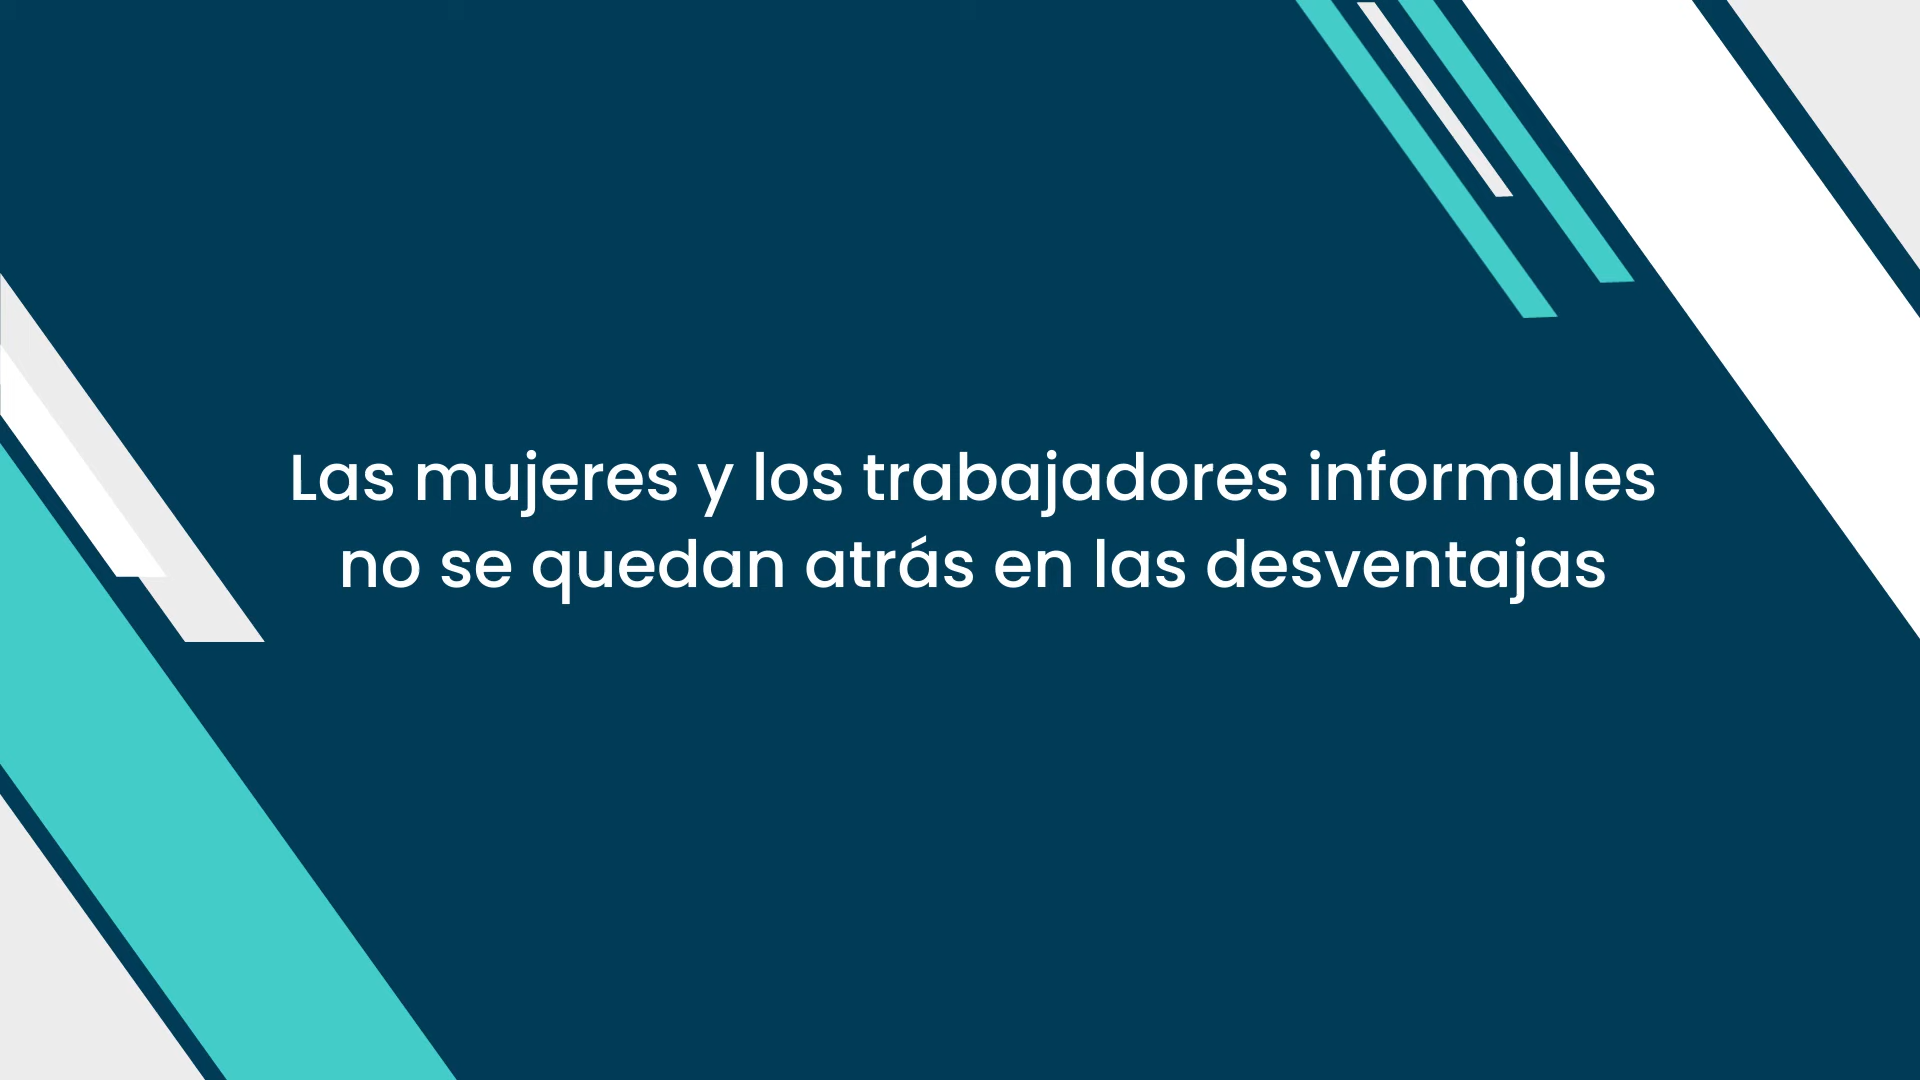 Las mujeres y los trabajadores informales
no se quedan atrás en las desventajas